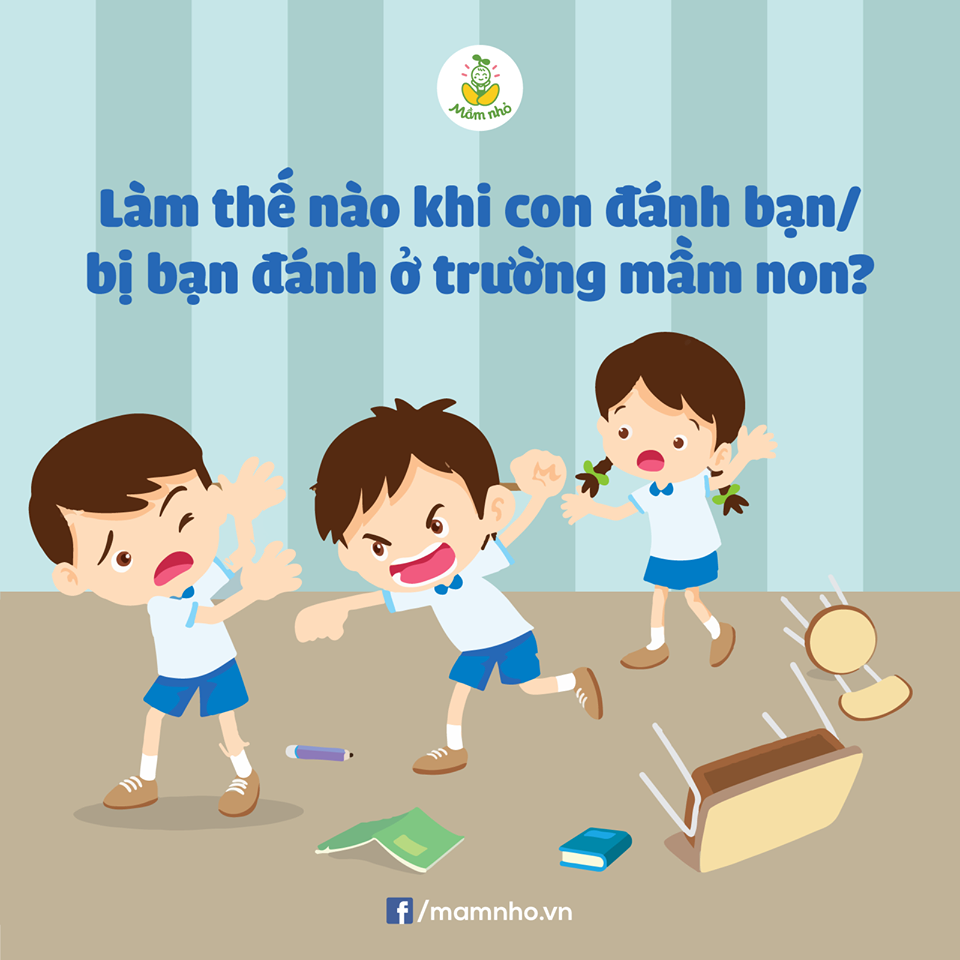 Mầm nhỏ
Làm thế nào khi con đánh bạn/
bị bạn đánh ở trường mầm non?
f/mamnho.vn